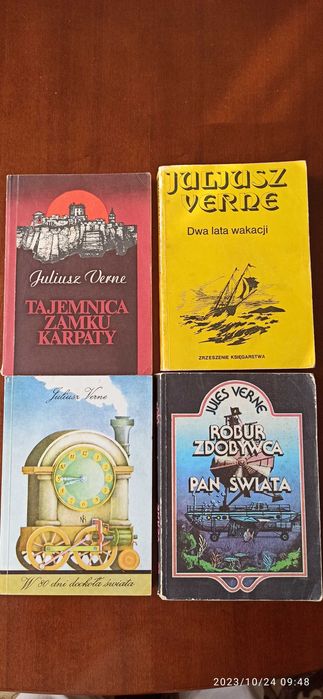 Juliusz Verne
TAJEMNICA
ZAMKU
KARPATY
JULJUSZ
VERNE
Dwa lata wakacji
ZRZESZENIE KSIĘGARSTWA
Juliusz Verne
W 80 dni dookoła świata
JULES VERNE
ROBUR
ZDOBYWCA
PAN ŚWIATA
2023/10/24 09:48